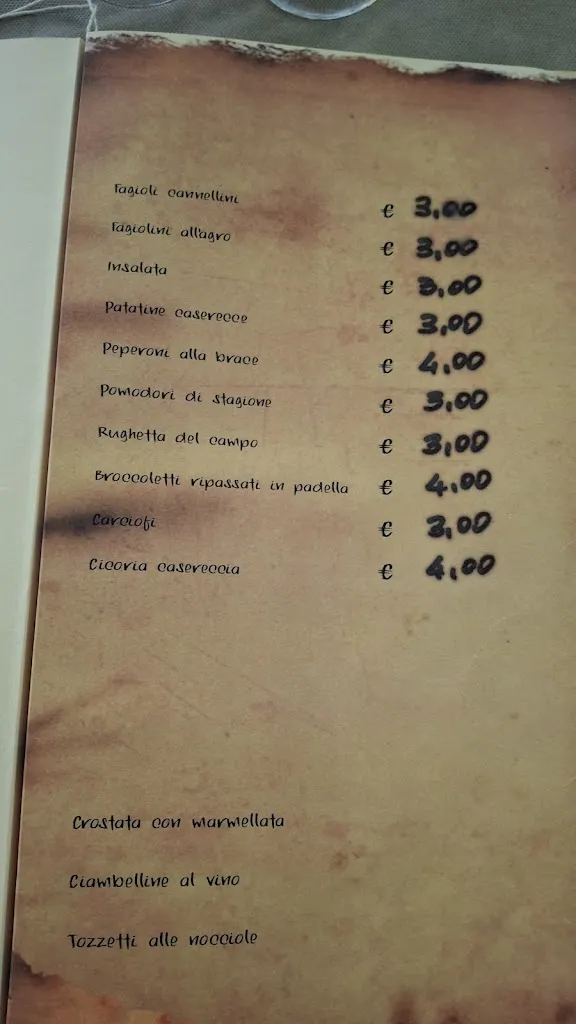 Fagioli cannellini € 3,00
Fagiolini all'agro € 3,00
Insalata € 3,00
Patatine caserecce € 3,00
Peperoni alla brace € 4,00
Pomodori di stagione € 3,00
Rughetta del campo € 3,00
Broccoletti ripassati in padella € 4,00
Carciofi € 3,00
Cicoria casereccia € 4,00
Crostata con marmellata
Ciambelline al vino
Tozzetti alle nocciole